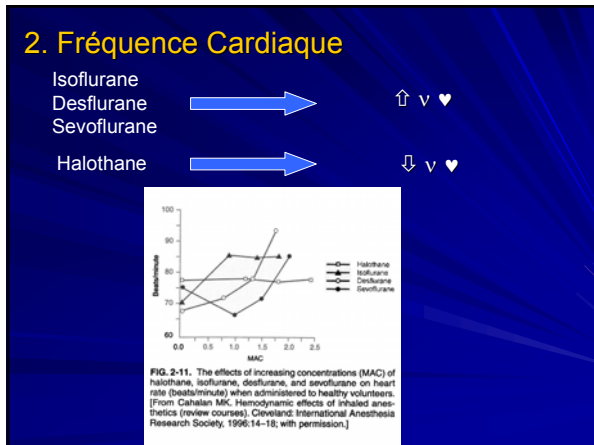 2. Fréquence Cardiaque
Isoflurane
Desflurane
Sevoflurane
⇧ ν ♥
Halothane
⇩ ν ♥
100
90
80
70
60
Beats/minute
0.0 0.5 1.0 1.5 2.0 2.5
MAC
Halothane
Isoflurane
Desflurane
Sevoflurane
FIG. 2-11. The effects of increasing concentrations (MAC) of
halothane, isoflurane, desflurane, and sevoflurane on heart
rate (beats/minute) when administered to healthy volunteers.
[From Cahalan MK. Hemodynamic effects of inhaled anes-
thetics (review courses). Cleveland: International Anesthesia
Research Society, 1996:14–18; with permission.]